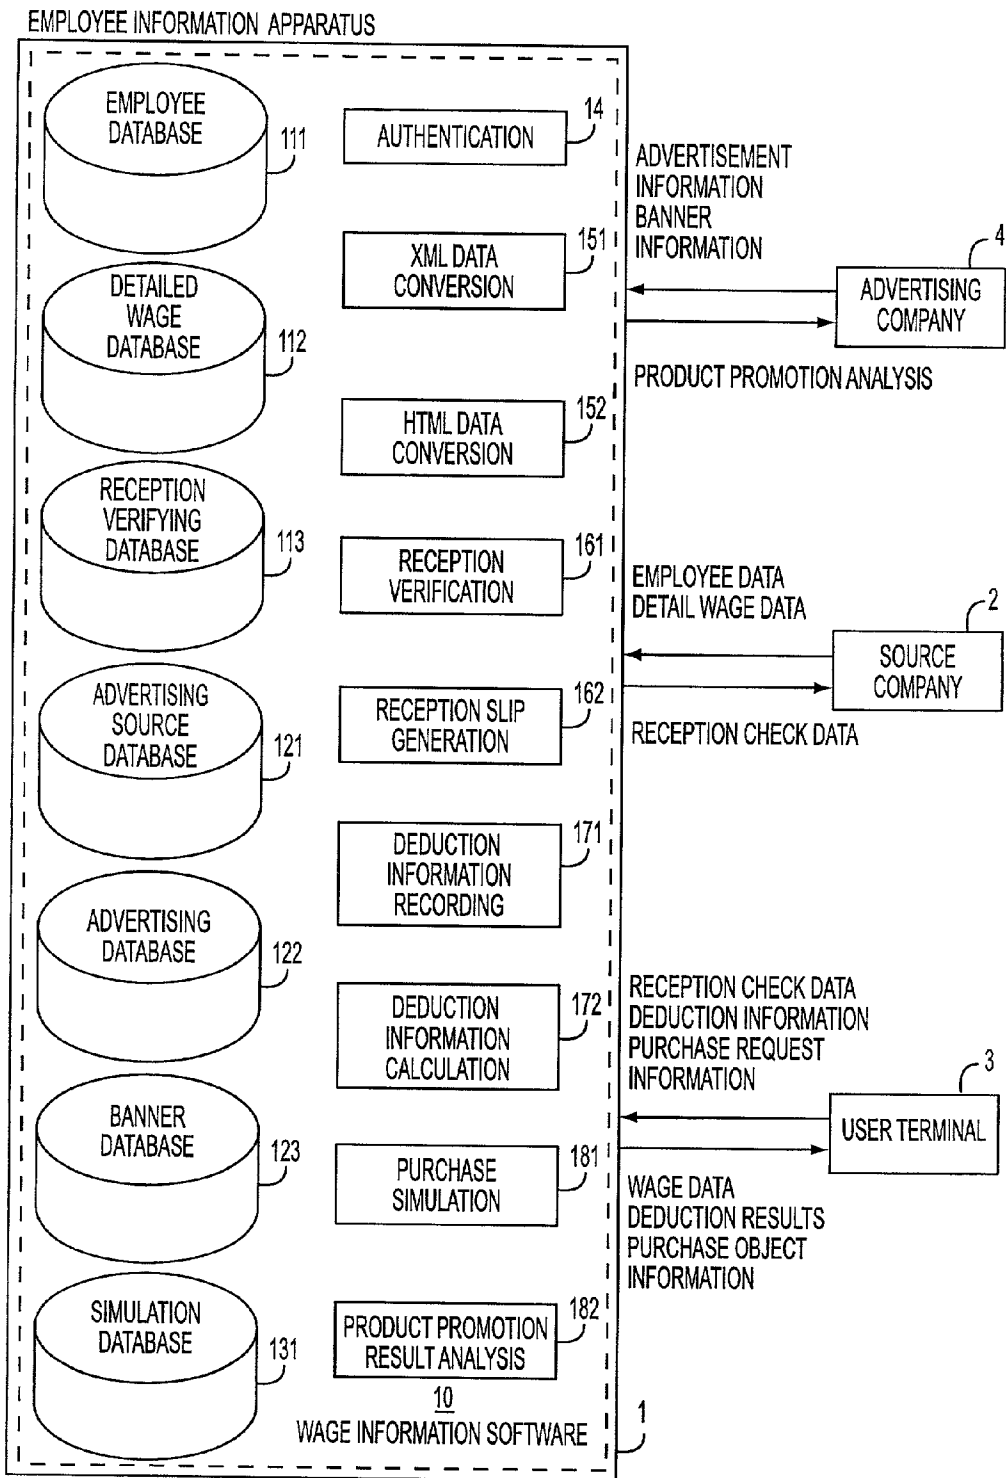 EMPLOYEE INFORMATION APPARATUS
EMPLOYEE
DATABASE
111
DETAILED
WAGE
DATABASE
112
RECEPTION
VERIFYING
DATABASE
113
ADVERTISING
SOURCE
DATABASE
121
ADVERTISING
DATABASE
122
BANNER
DATABASE
123
SIMULATION
DATABASE
131
AUTHENTICATION
14
XML DATA
CONVERSION
151
HTML DATA
CONVERSION
152
RECEPTION
VERIFICATION
161
RECEPTION SLIP
GENERATION
162
DEDUCTION
INFORMATION
RECORDING
171
DEDUCTION
INFORMATION
CALCULATION
172
PURCHASE
SIMULATION
181
PRODUCT PROMOTION
RESULT ANALYSIS
182
10
WAGE INFORMATION SOFTWARE
1
ADVERTISEMENT
INFORMATION
BANNER
INFORMATION
4
ADVERTISING
COMPANY
PRODUCT PROMOTION ANALYSIS
EMPLOYEE DATA
DETAIL WAGE DATA
2
SOURCE
COMPANY
RECEPTION CHECK DATA
RECEPTION CHECK DATA
DEDUCTION INFORMATION
PURCHASE REQUEST
INFORMATION
3
USER TERMINAL
WAGE DATA
DEDUCTION RESULTS
PURCHASE OBJECT
INFORMATION